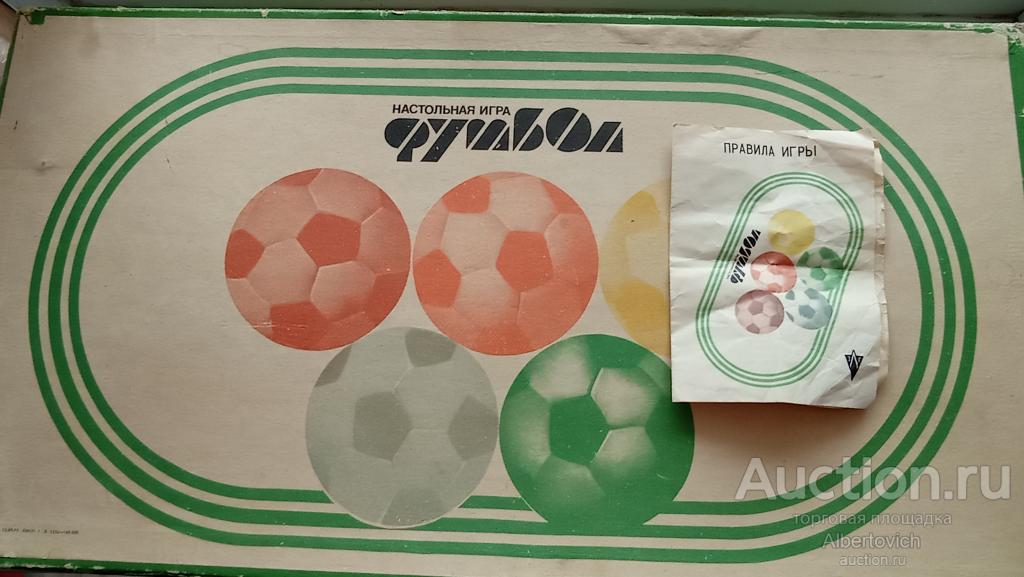 НАСТОЛЬНАЯ ИГРА
ФУТБОЛ
ПРАВИЛА ИГРЫ
ФУТБОЛ
Auction.ru
торговая площадка
Albertovich
auction.ru